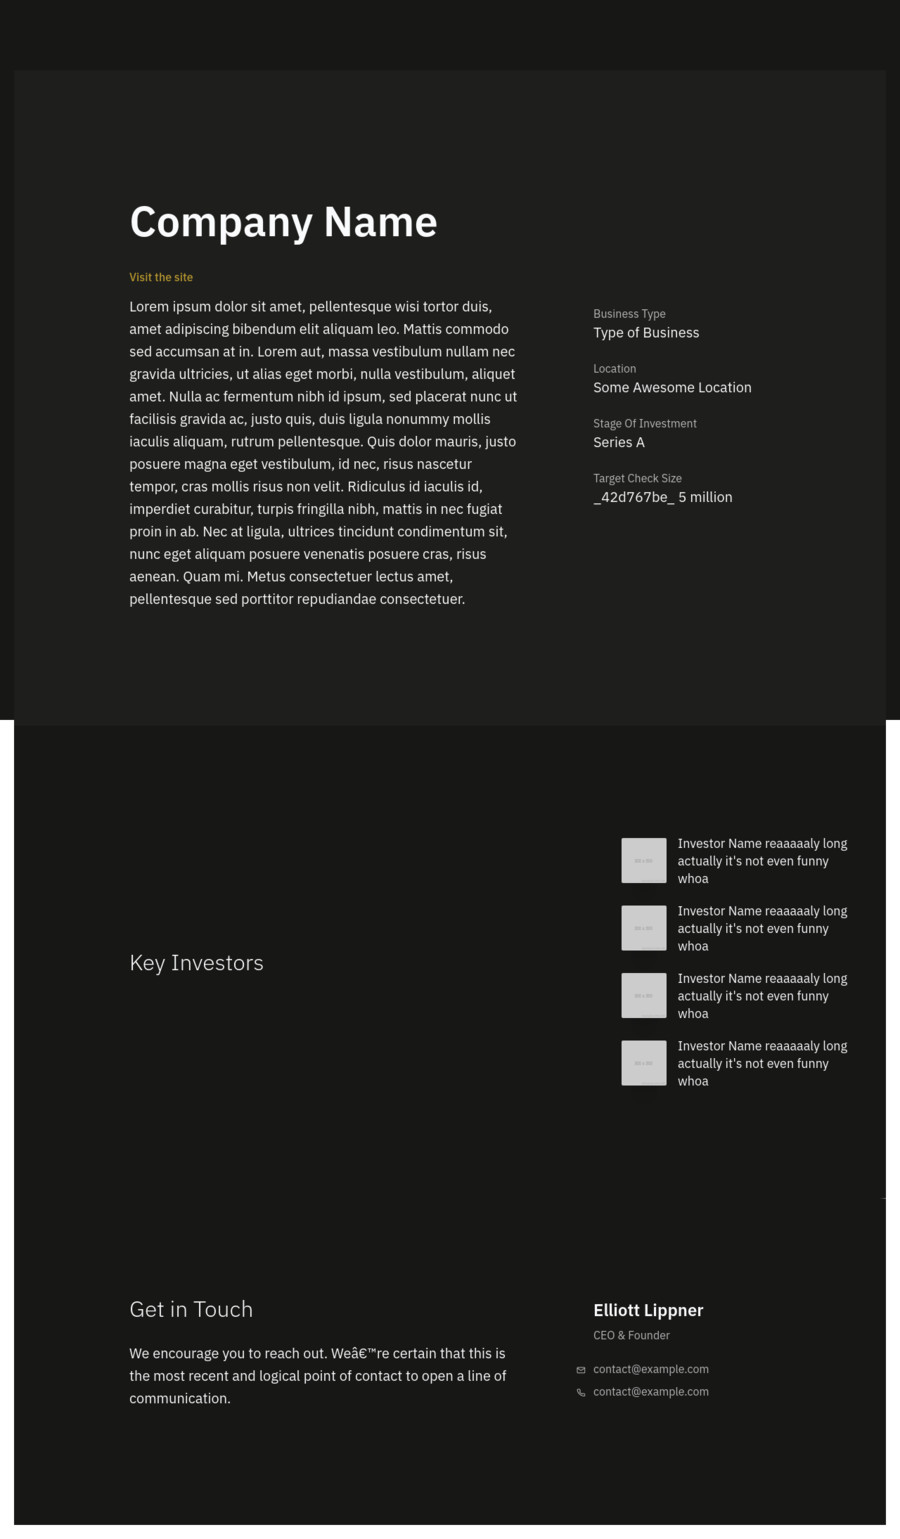 Company Name
Visit the site
Lorem ipsum dolor sit amet, pellentesque wisi tortor duis,
amet adipiscing bibendum elit aliquam leo. Mattis commodo
sed accumsan at in. Lorem aut, massa vestibulum nullam nec
gravida ultricies, ut alias eget morbi, nulla vestibulum, aliquet
amet. Nulla ac fermentum nibh id ipsum, sed placerat nunc ut
facilisis gravida ac, justo quis, duis ligula nonummy mollis
iaculis aliquam, rutrum pellentesque. Quis dolor mauris, justo
posuere magna eget vestibulum, id nec, risus nascetur
tempor, cras mollis risus non velit. Ridiculus id iaculis id,
imperdiet curabitur, turpis fringilla nibh, mattis in nec fugiat
proin in ab. Nec at ligula, ultrices tincidunt condimentum sit,
nunc eget aliquam posuere venenatis posuere cras, risus
aenean. Quam mi. Metus consectetuer lectus amet,
pellentesque sed porttitor repudiandae consectetuer.
Business Type
Type of Business
Location
Some Awesome Location
Stage Of Investment
Series A
Target Check Size
_42d767be_ 5 million
Key Investors
Investor Name reaaaaaly long
actually it's not even funny
whoa
Investor Name reaaaaaly long
actually it's not even funny
whoa
Investor Name reaaaaaly long
actually it's not even funny
whoa
Investor Name reaaaaaly long
actually it's not even funny
whoa
Get in Touch
We encourage you to reach out. Weâ€™re certain that this is
the most recent and logical point of contact to open a line of
communication.
Elliott Lippner
CEO & Founder
contact@example.com
contact@example.com